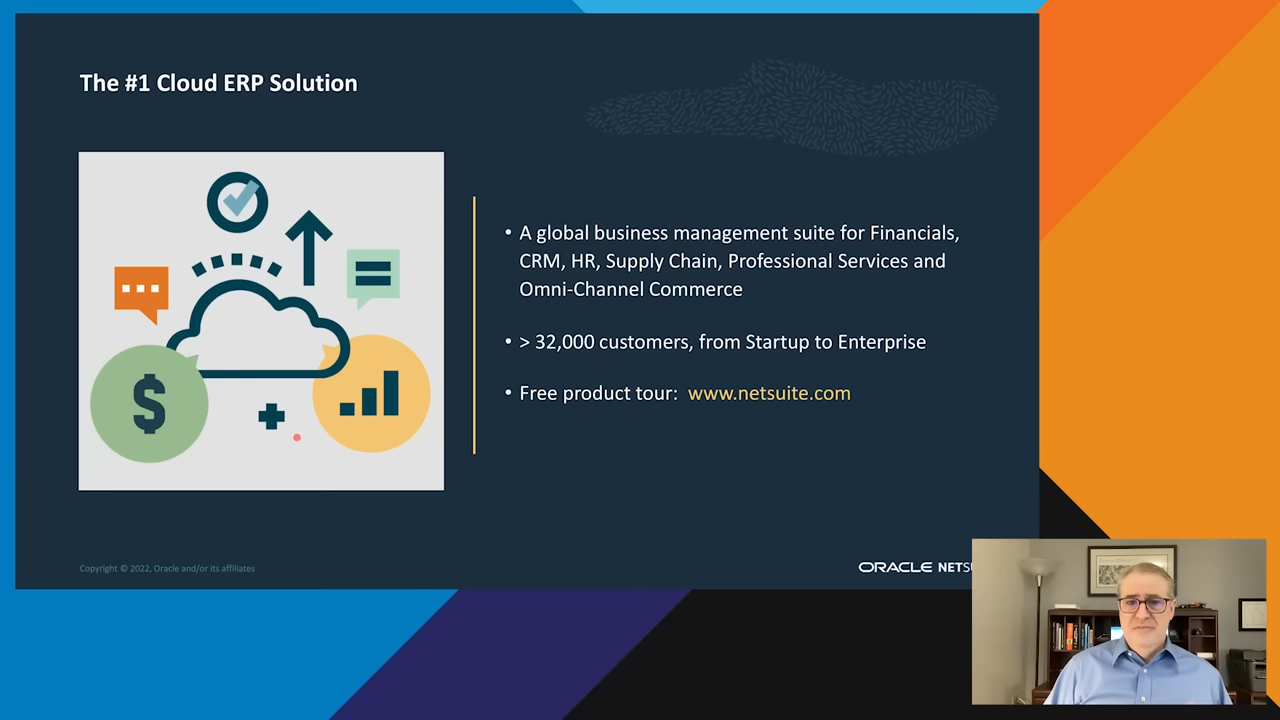 The #1 Cloud ERP Solution
• A global business management suite for Financials,
CRM, HR, Supply Chain, Professional Services and
Omni-Channel Commerce
• > 32,000 customers, from Startup to Enterprise
• Free product tour: www.netsuite.com
$
Copyright © 2022, Oracle and/or its affiliates
ORACLE NETSU